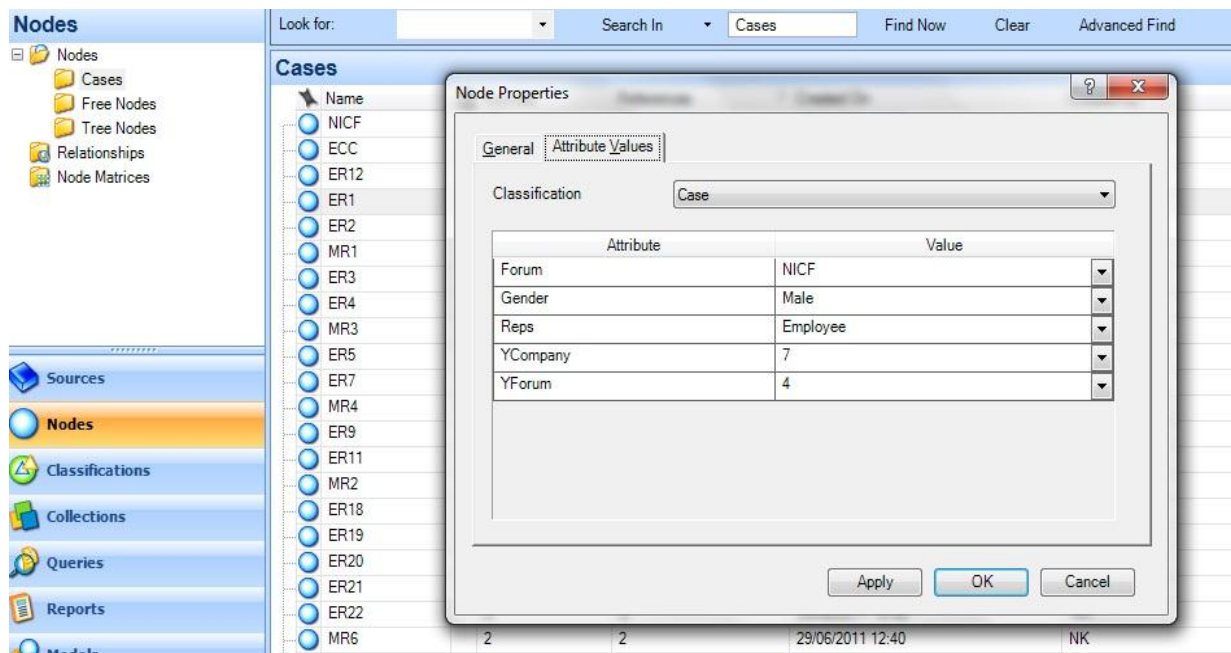 Nodes
Look for: Search In Cases Find Now Clear Advanced Find
Nodes
Cases
Free Nodes
Tree Nodes
Relationships
Node Matrices
Sources
Nodes
Classifications
Collections
Queries
Reports
Models
Cases
Name
NICF
ECC
ER12
ER1
ER2
MR1
ER3
ER4
MR3
ER5
ER7
MR4
ER9
ER11
MR2
ER18
ER19
ER20
ER21
ER22
MR6 2 2 29/06/2011 12:40 NK
Node Properties
General Attribute Values
Classification Case
Attribute Value
Forum NICF
Gender Male
Reps Employee
YCompany 7
YForum 4
Apply OK Cancel